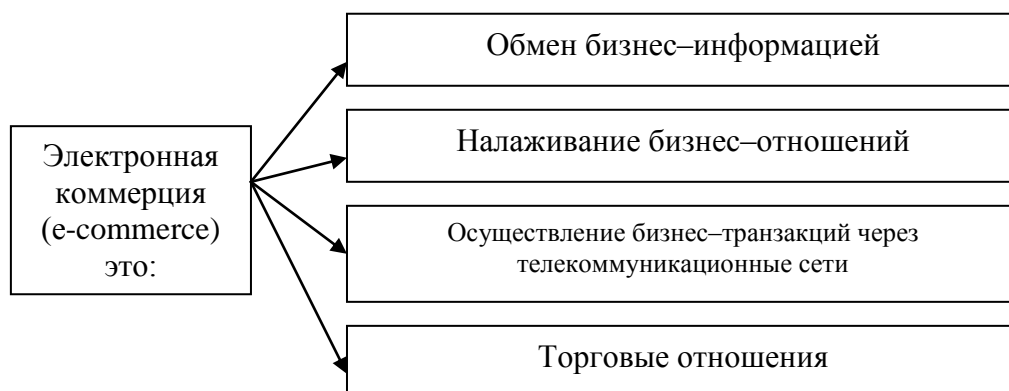 Обмен бизнес–информацией
Налаживание бизнес–отношений
Электронная
коммерция
(e-commerce)
это:
Осуществление бизнес–транзакций через
телекоммуникационные сети
Торговые отношения